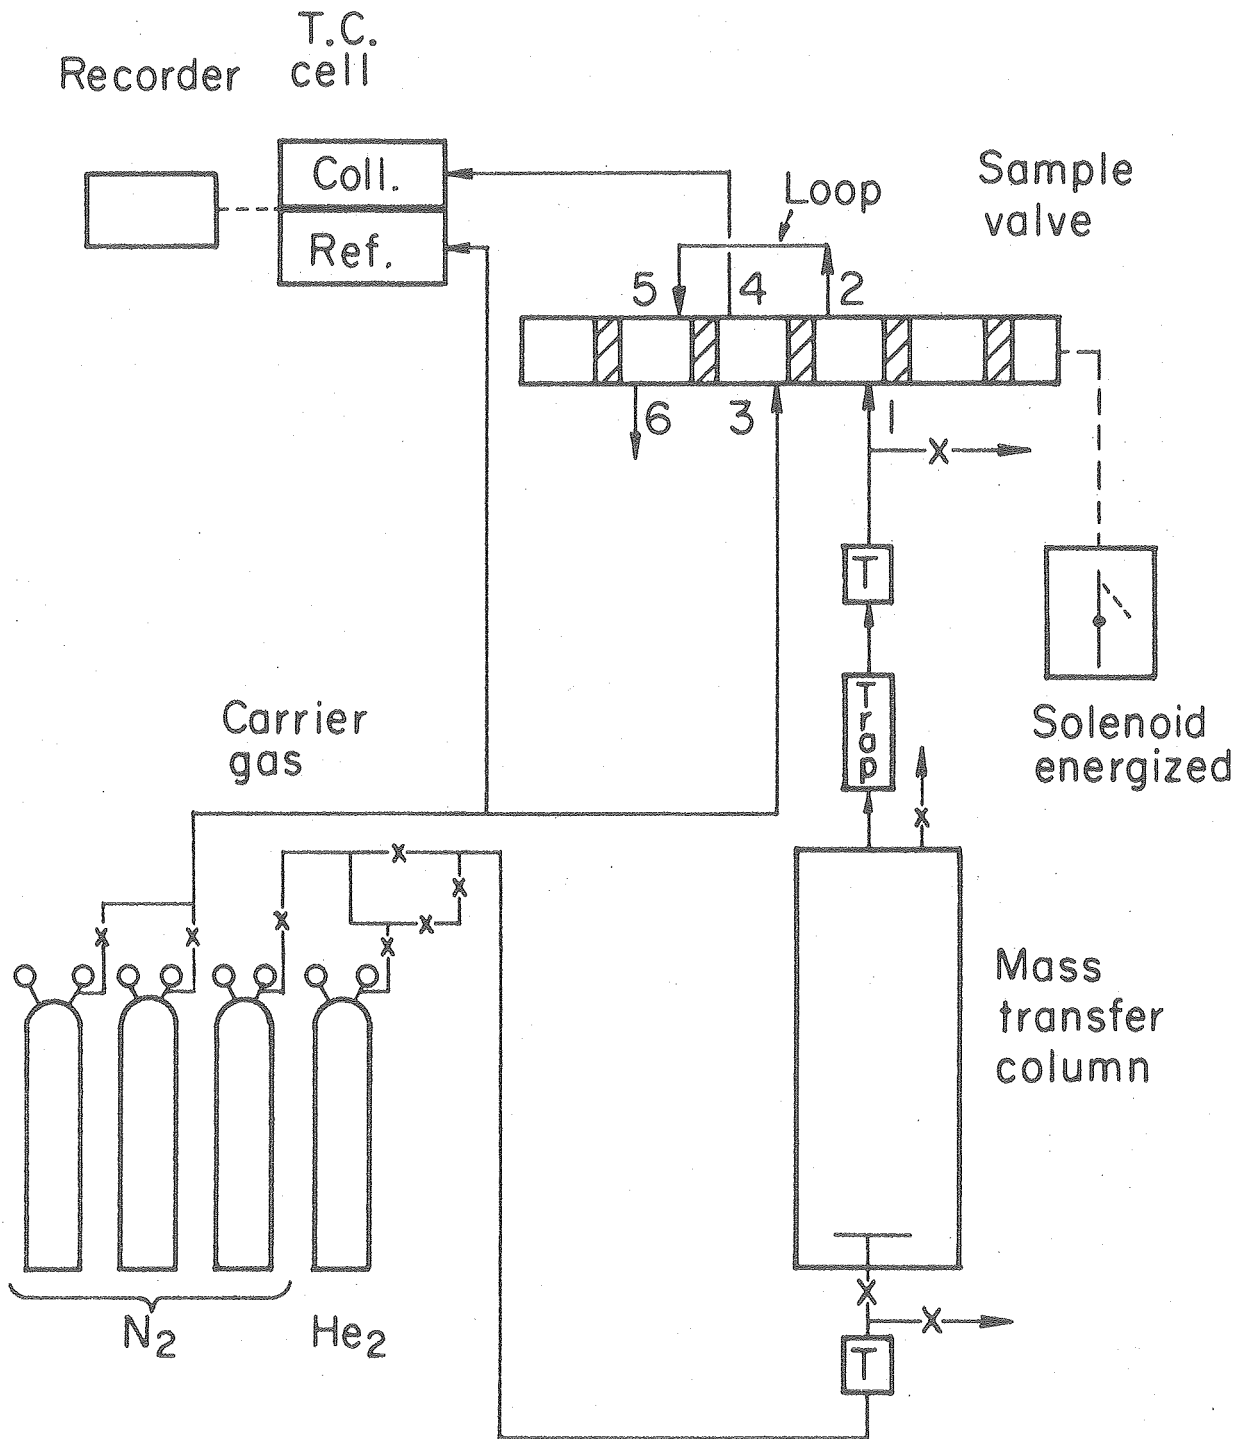 T.C.
cell
Recorder
Coll.
Ref.
Loop
Sample
valve
5
4
2
6
3
1
X
T
Trap
Solenoid
energized
Carrier
gas
x
x
x
x
x
x
x
x
Mass
transfer
column
X
X
T
N2
He2